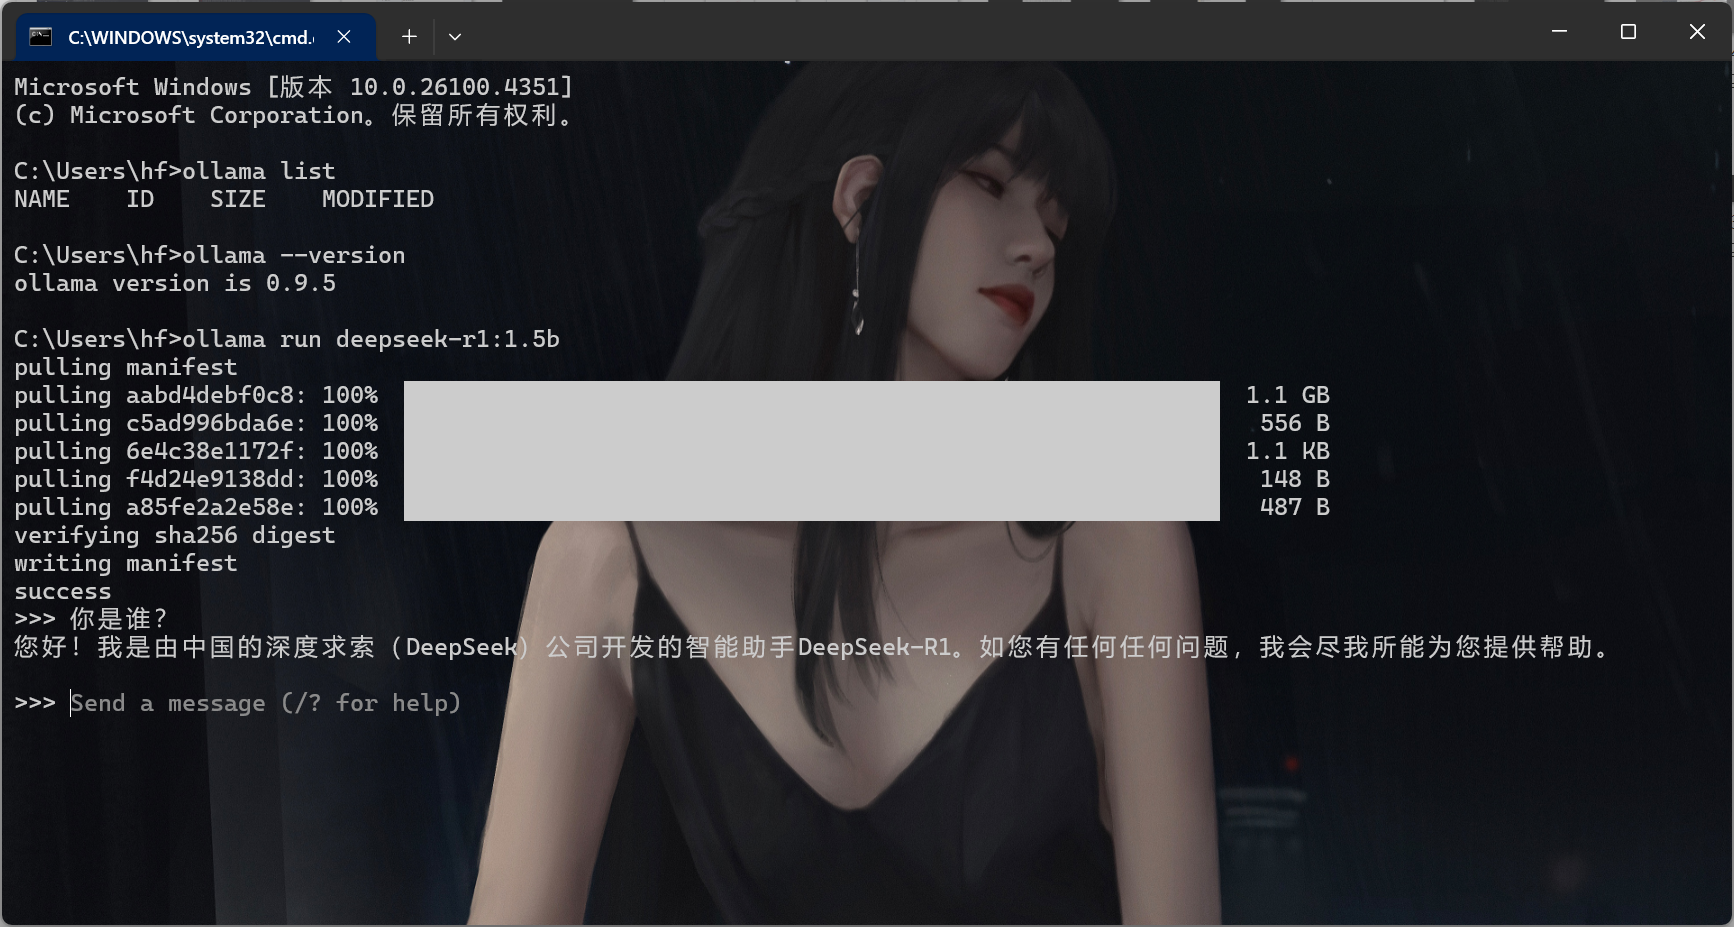 C:\WINDOWS\system32\cmd.
Microsoft Windows [版本 10.0.26100.4351]
(c) Microsoft Corporation。保留所有权利。
C:\Users\hf>ollama list
NAME    ID    SIZE    MODIFIED
C:\Users\hf>ollama --version
ollama version is 0.9.5
C:\Users\hf>ollama run deepseek-r1:1.5b
pulling manifest
pulling aabd4debf0c8: 100% 1.1 GB
pulling c5ad996bda6e: 100% 556 B
pulling 6e4c38e1172f: 100% 1.1 KB
pulling f4d24e9138dd: 100% 148 B
pulling a85fe2a2e58e: 100% 487 B
verifying sha256 digest
writing manifest
success
>>> 你是谁？
您好！我是由中国的深度求索（DeepSeek）公司开发的智能助手DeepSeek-R1。如您有任何任何问题，我会尽我所能为您提供帮助。
>>> Send a message (/? for help)